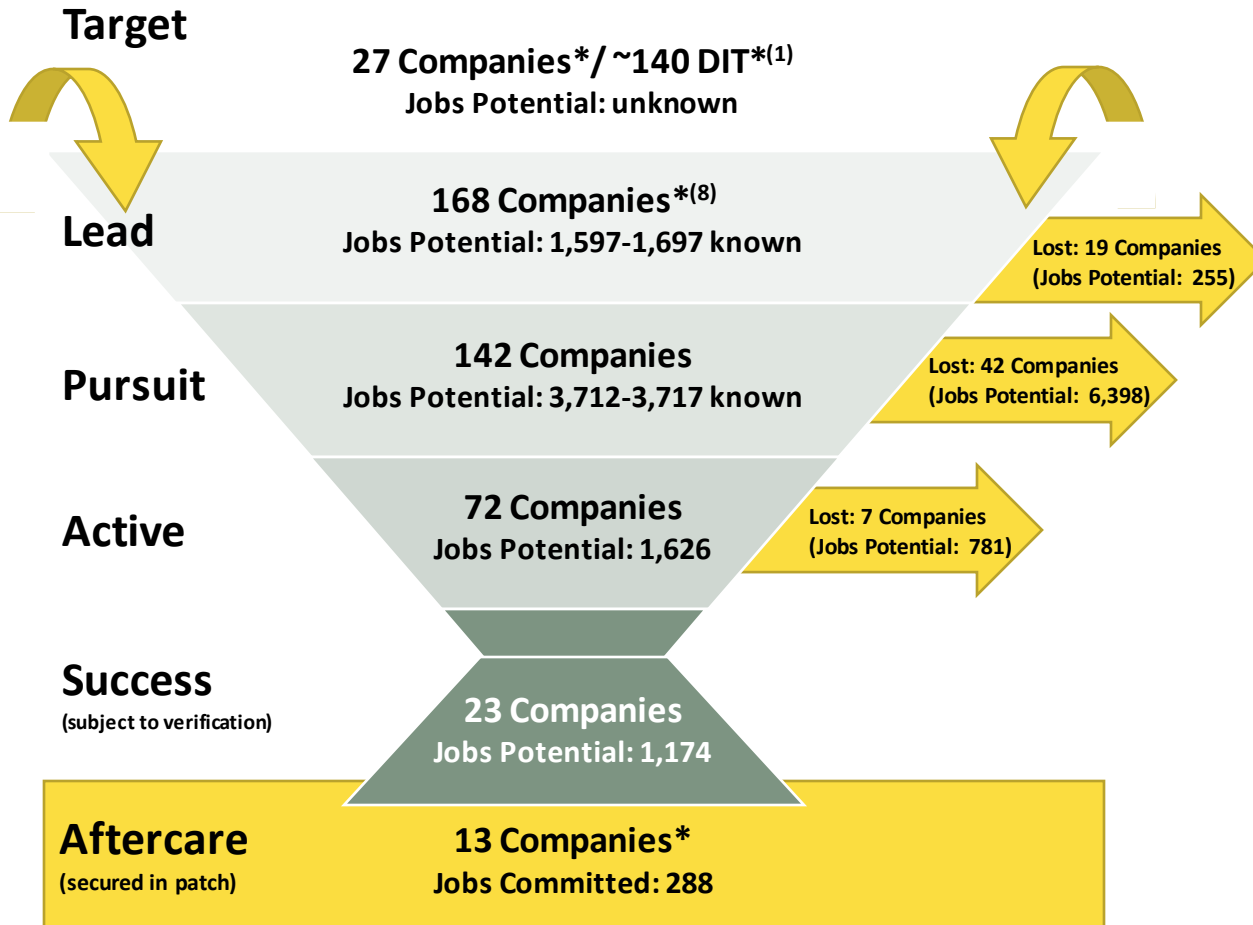 Target
27 Companies*/ ~140 DIT*(1)
Jobs Potential: unknown
Lead
168 Companies*(8)
Jobs Potential: 1,597-1,697 known
Lost: 19 Companies
(Jobs Potential: 255)
Pursuit
142 Companies
Jobs Potential: 3,712-3,717 known
Lost: 42 Companies
(Jobs Potential: 6,398)
Active
72 Companies
Jobs Potential: 1,626
Lost: 7 Companies
(Jobs Potential: 781)
Success
(subject to verification)
23 Companies
Jobs Potential: 1,174
Aftercare
(secured in patch)
13 Companies*
Jobs Committed: 288